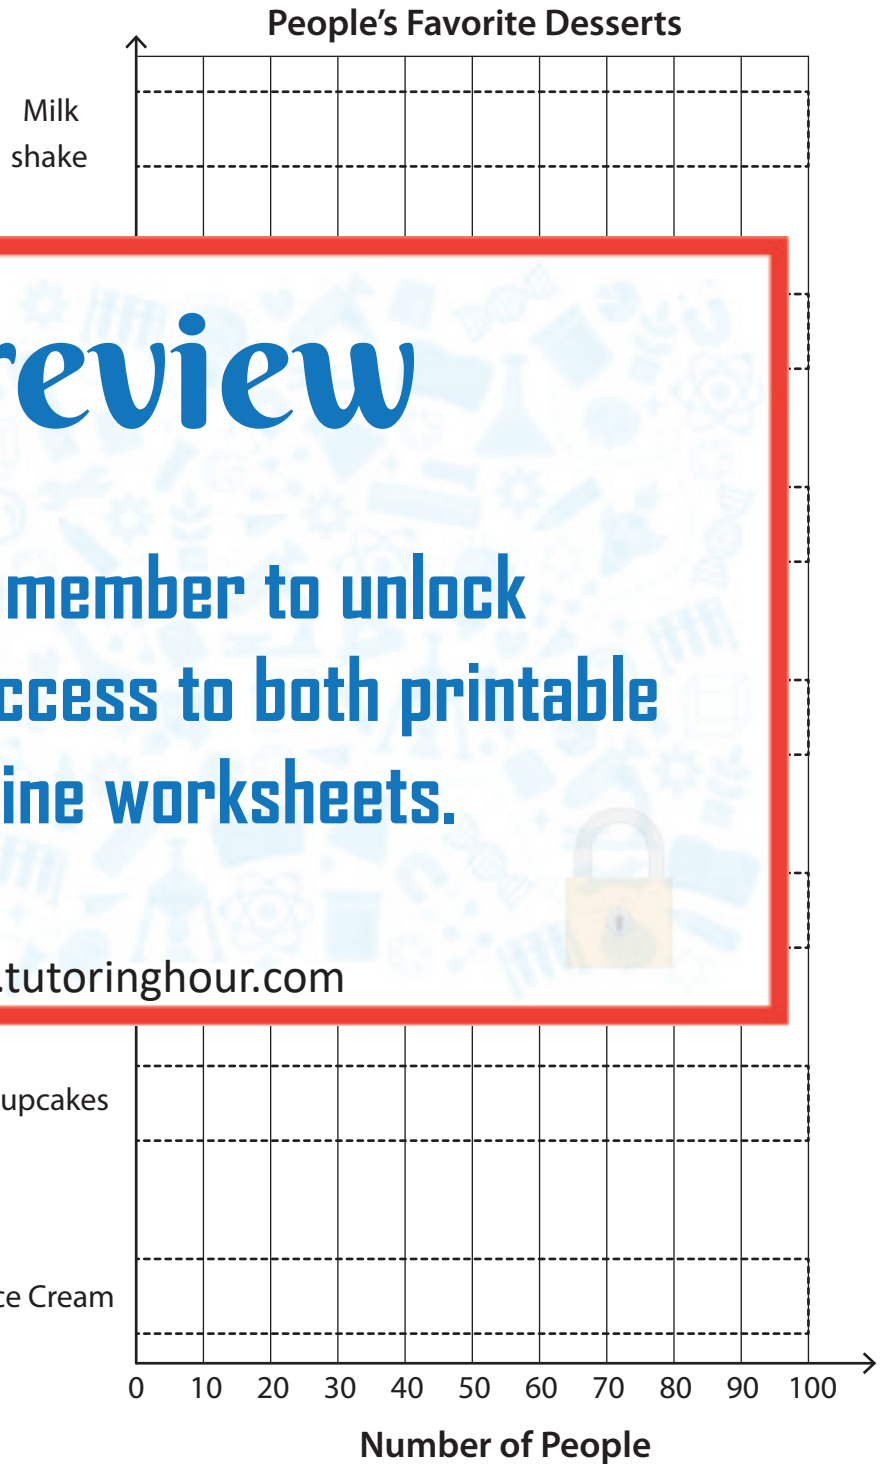 People's Favorite Desserts
Milk
shake
review
member to unlock
ccess to both printable
ine worksheets.
.tutoringhour.com
upcakes
ce Cream
0 10 20 30 40 50 60 70 80 90 100
Number of People